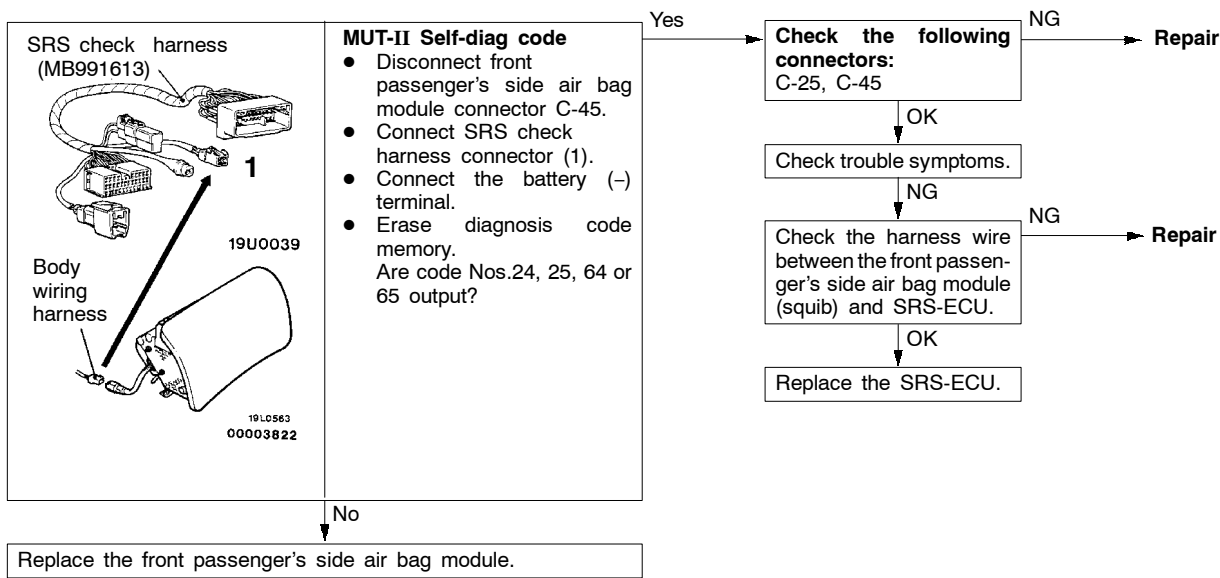 SRS check harness
(MB991613)
1
19U0039
Body
wiring
harness
19L0563
00003822
MUT-II Self-diag code
● Disconnect front
passenger's side air bag
module connector C-45.
● Connect SRS check
harness connector (1).
● Connect the battery (–)
terminal.
● Erase diagnosis code
memory.
Are code Nos.24, 25, 64 or
65 output?
Yes
Check the following
connectors:
C-25, C-45
NG
Repair
OK
Check trouble symptoms.
NG
Check the harness wire
between the front passen-
ger's side air bag module
(squib) and SRS-ECU.
NG
Repair
OK
Replace the SRS-ECU.
No
Replace the front passenger's side air bag module.